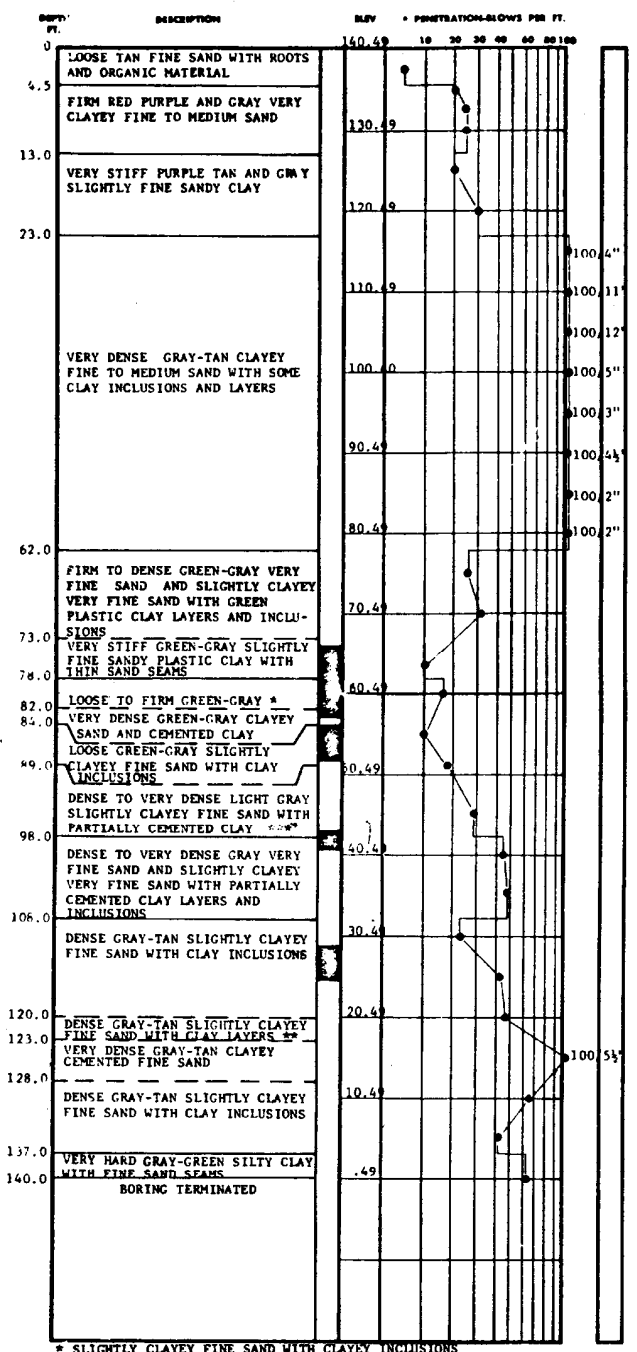 DEPTH DESCRIPTION ELEV • PENETRATION-BLOWS PER FT.
FT.
0 140.49 10 20 30 40 60 80 100
LOOSE TAN FINE SAND WITH ROOTS
AND ORGANIC MATERIAL
4.5
FIRM RED PURPLE AND GRAY VERY
CLAYEY FINE TO MEDIUM SAND
130.49
13.0
VERY STIFF PURPLE TAN AND GRAY
SLIGHTLY FINE SANDY CLAY
120.49
23.0
100/4"
110.49 100/11"
100/12"
VERY DENSE GRAY-TAN CLAYEY
FINE TO MEDIUM SAND WITH SOME
CLAY INCLUSIONS AND LAYERS
100.60 100/5"
100/3"
90.49 100/4½"
100/2"
80.49 100/2"
62.0
FIRM TO DENSE GREEN-GRAY VERY
FINE SAND AND SLIGHTLY CLAYEY
VERY FINE SAND WITH GREEN
PLASTIC CLAY LAYERS AND INCLU-
SIONS
70.49
73.0
VERY STIFF GREEN-GRAY SLIGHTLY
FINE SANDY PLASTIC CLAY WITH
THIN SAND SEAMS
78.0
60.49
LOOSE TO FIRM GREEN-GRAY *
82.0
VERY DENSE GREEN-GRAY CLAYEY
SAND AND CEMENTED CLAY
84.0
LOOSE GREEN-GRAY SLIGHTLY
CLAYEY FINE SAND WITH CLAY
INCLUSIONS
89.0
50.49
DENSE TO VERY DENSE LIGHT GRAY
SLIGHTLY CLAYEY FINE SAND WITH
PARTIALLY CEMENTED CLAY
98.0
40.49
DENSE TO VERY DENSE GRAY VERY
FINE SAND AND SLIGHTLY CLAYEY
VERY FINE SAND WITH PARTIALLY
CEMENTED CLAY LAYERS AND
INCLUSIONS
106.0
30.49
DENSE GRAY-TAN SLIGHTLY CLAYEY
FINE SAND WITH CLAY INCLUSIONS
120.0 20.49
DENSE GRAY-TAN SLIGHTLY CLAYEY
FINE SAND WITH CLAY LAYERS **
123.0
VERY DENSE GRAY-TAN CLAYEY
CEMENTED FINE SAND
100/5½"
128.0
10.49
DENSE GRAY-TAN SLIGHTLY CLAYEY
FINE SAND WITH CLAY INCLUSIONS
137.0
VERY HARD GRAY-GREEN SILTY CLAY
WITH FINE SAND SEAMS
140.0 .49
BORING TERMINATED
* SLIGHTLY CLAYEY FINE SAND WITH CLAYEY INCLUSIONS